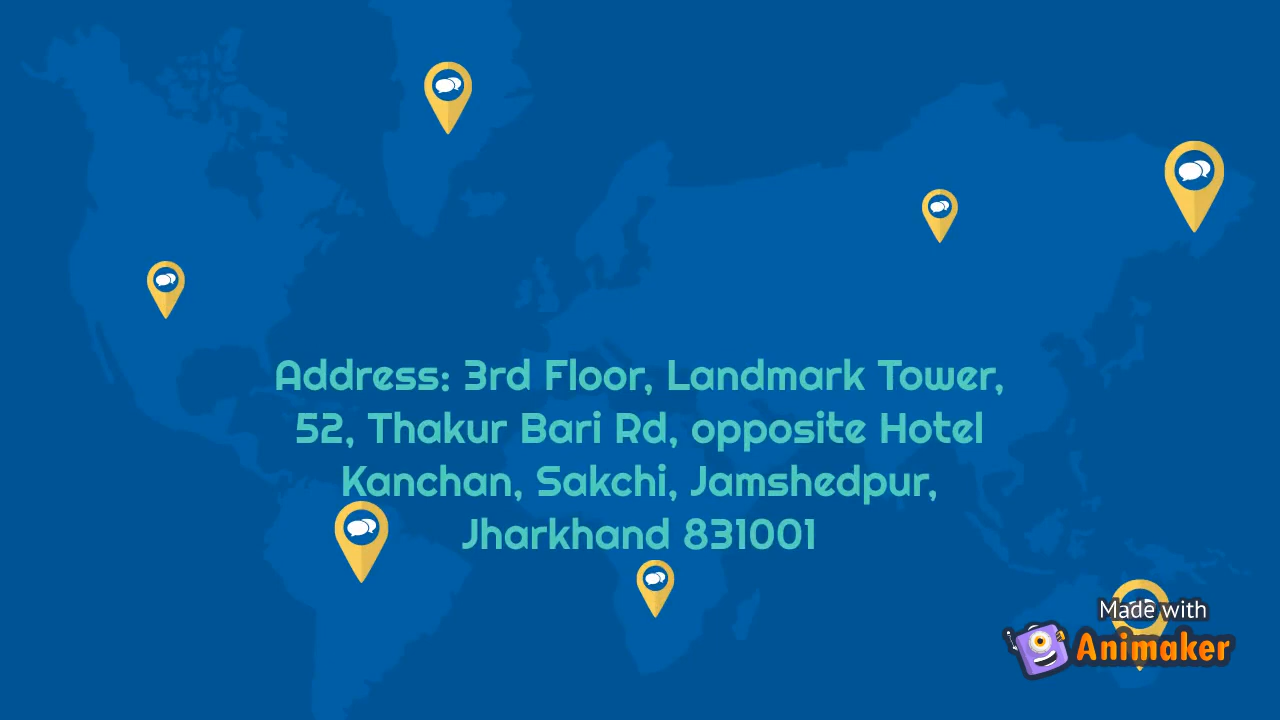 Address: 3rd Floor, Landmark Tower,
52, Thakur Bari Rd, opposite Hotel
Kanchan, Sakchi, Jamshedpur,
Jharkhand 831001
Made with
Animaker